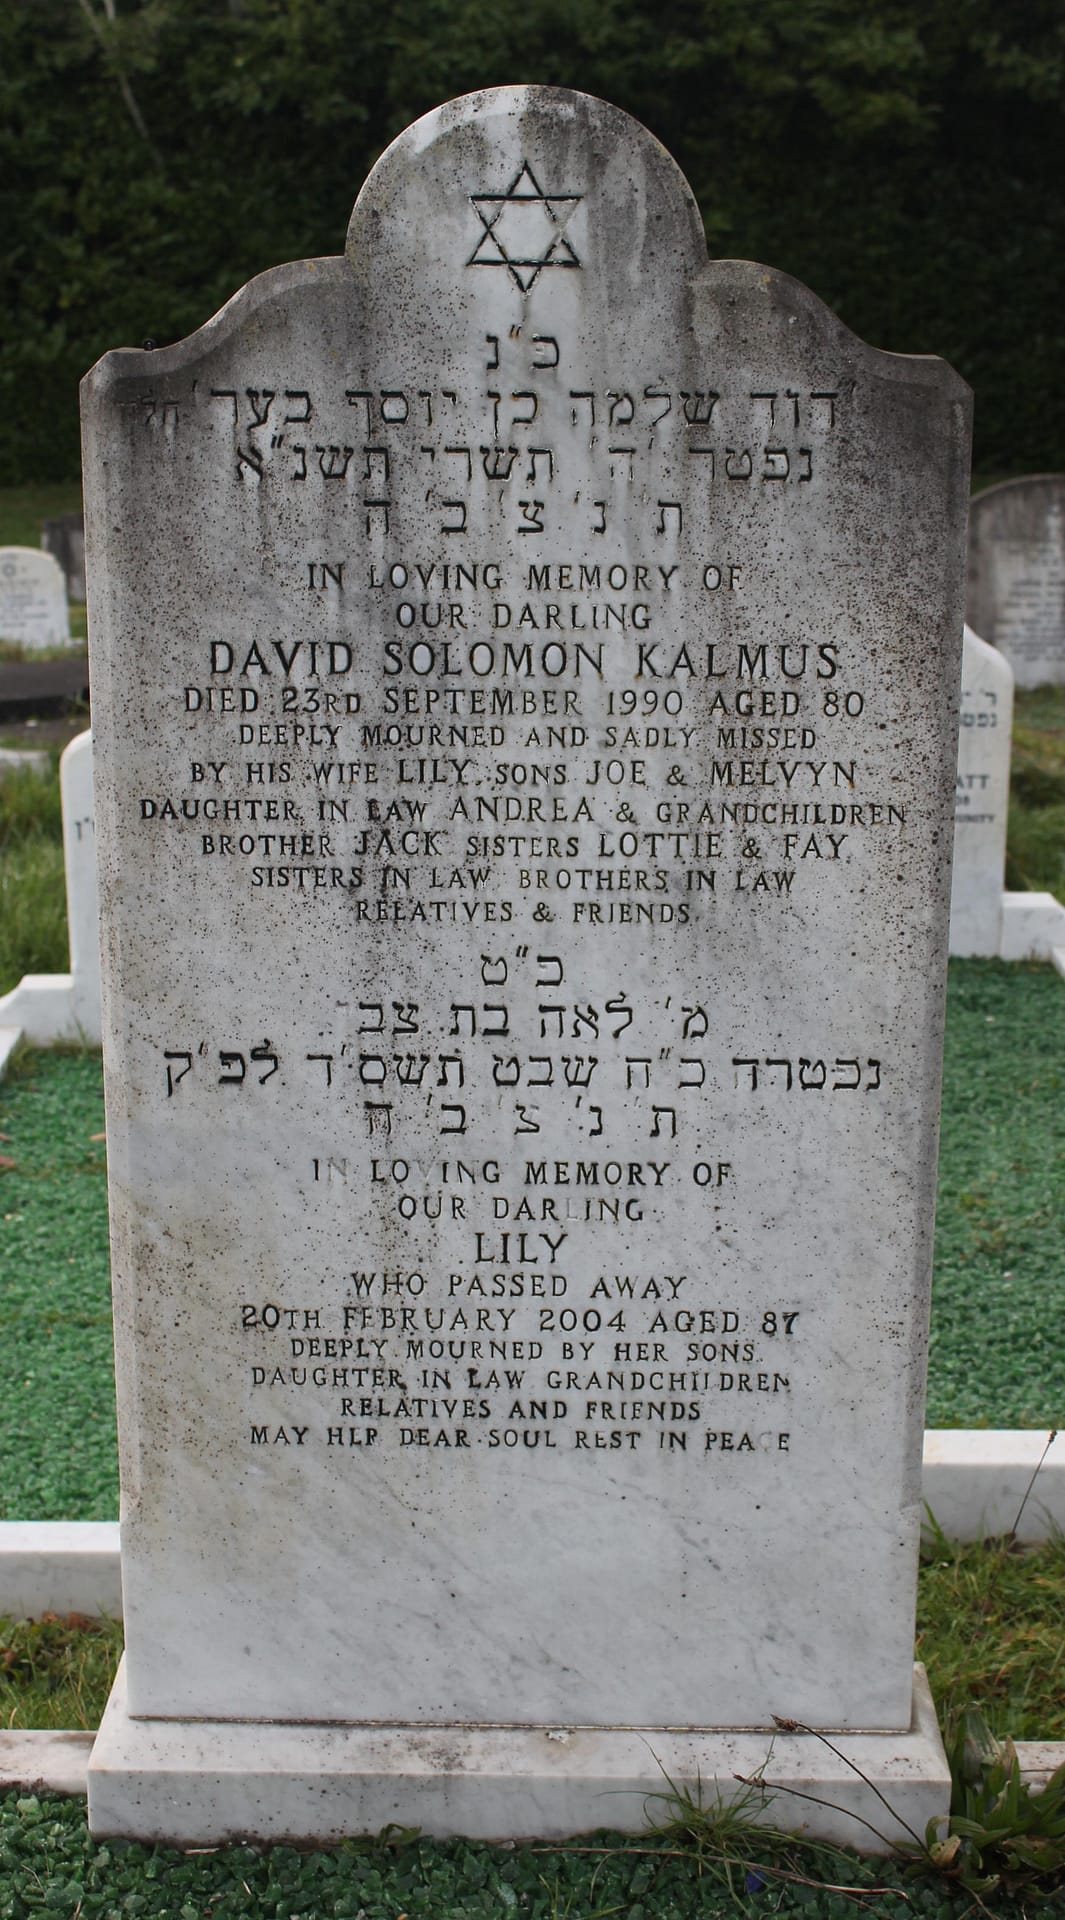 פ"נ
דוד שלמה בן יוסף בער הלוי
נפטר ה' תשרי תשנ"א
ת' נ' צ' ב' ה
IN LOVING MEMORY OF
OUR DARLING
DAVID SOLOMON KALMUS
DIED 23RD SEPTEMBER 1990 AGED 80
DEEPLY MOURNED AND SADLY MISSED
BY HIS WIFE LILY SONS JOE & MELVYN
DAUGHTER IN LAW ANDREA & GRANDCHILDREN
BROTHER JACK SISTERS LOTTIE & FAY
SISTERS IN LAW BROTHERS IN LAW
RELATIVES & FRIENDS
פ"ט
מ' לאה בת צבי
נפטרה כ"ח שבט תשס"ד לפ"ק
ת' נ' צ' ב' ה
IN LOVING MEMORY OF
OUR DARLING
LILY
WHO PASSED AWAY
20TH FEBRUARY 2004 AGED 87
DEEPLY MOURNED BY HER SONS
DAUGHTER IN LAW GRANDCHILDREN
RELATIVES AND FRIENDS
MAY HER DEAR SOUL REST IN PEACE